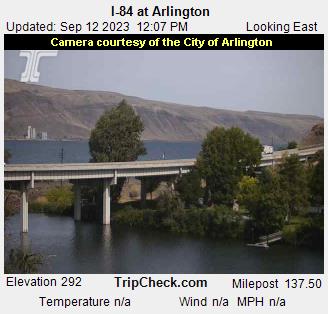 I-84 at Arlington
Updated: Sep 12 2023 12:07 PM Looking East
Camera courtesy of the City of Arlington
Elevation 292 TripCheck.com Milepost 137.50
Temperature n/a Wind n/a MPH n/a